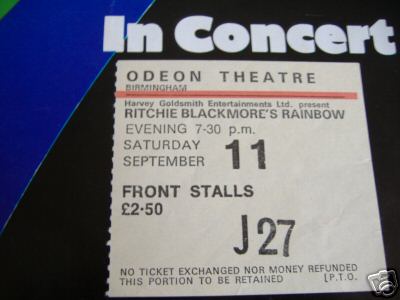 In Concert
ODEON THEATRE
BIRMINGHAM
Harvey Goldsmith Entertainments Ltd. present
RITCHIE BLACKMORE'S RAINBOW
EVENING 7-30 p.m.
SATURDAY
SEPTEMBER 11
FRONT STALLS
£2·50
J 27
NO TICKET EXCHANGED NOR MONEY REFUNDED
THIS PORTION TO BE RETAINED [P.T.O.